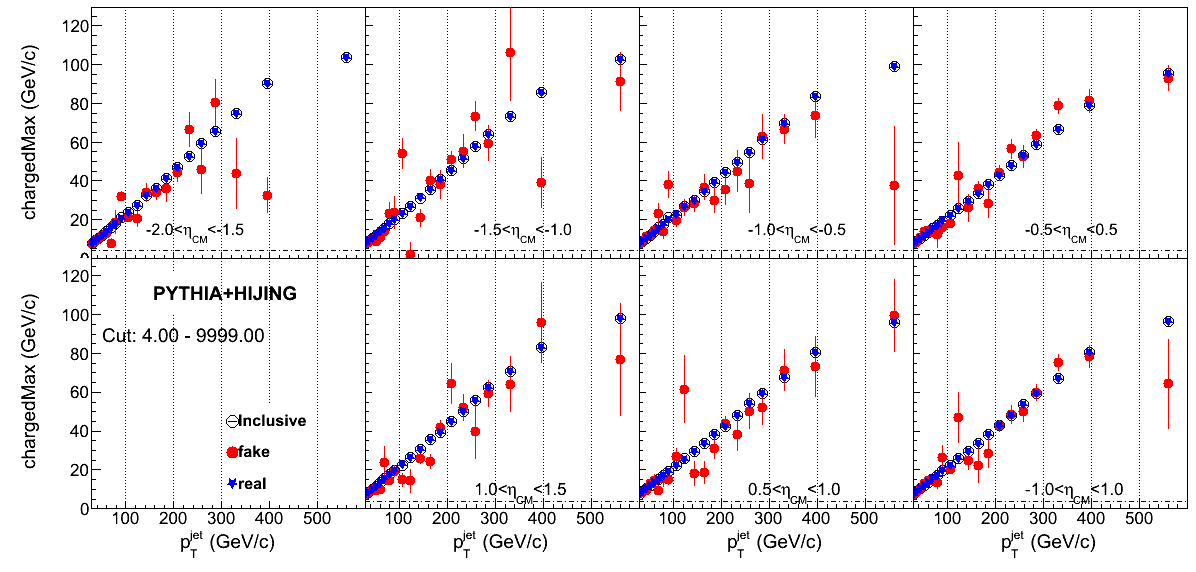 chargedMax (GeV/c)
120
100
80
60
40
20
0
-2.0<η_CM<-1.5
-1.5<η_CM<-1.0
-1.0<η_CM<-0.5
-0.5<η_CM<0.5
chargedMax (GeV/c)
120
100
80
60
40
20
0
PYTHIA+HIJING
Cut: 4.00 - 9999.00
Inclusive
fake
real
1.0<η_CM<1.5
0.5<η_CM<1.0
-1.0<η_CM<1.0
100 200 300 400 500
100 200 300 400 500
100 200 300 400 500
100 200 300 400 500
p_T^jet (GeV/c)
p_T^jet (GeV/c)
p_T^jet (GeV/c)
p_T^jet (GeV/c)